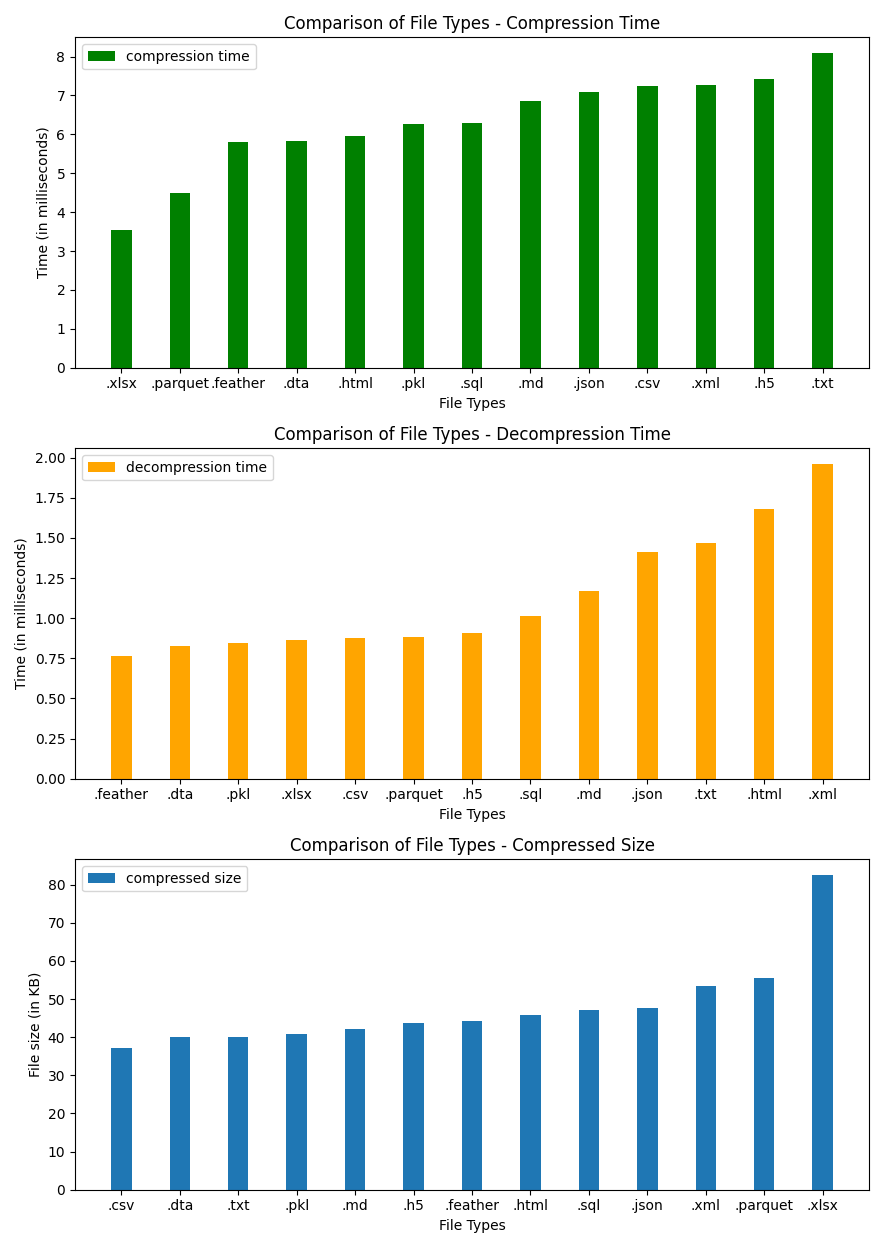 Comparison of File Types - Compression Time
compression time
Time (in milliseconds)
8
7
6
5
4
3
2
1
0
.xlsx .parquet .feather .dta .html .pkl .sql .md .json .csv .xml .h5 .txt
File Types
Comparison of File Types - Decompression Time
decompression time
Time (in milliseconds)
2.00
1.75
1.50
1.25
1.00
0.75
0.50
0.25
0.00
.feather .dta .pkl .xlsx .csv .parquet .h5 .sql .md .json .txt .html .xml
File Types
Comparison of File Types - Compressed Size
compressed size
File size (in KB)
80
70
60
50
40
30
20
10
0
.csv .dta .txt .pkl .md .h5 .feather .html .sql .json .xml .parquet .xlsx
File Types